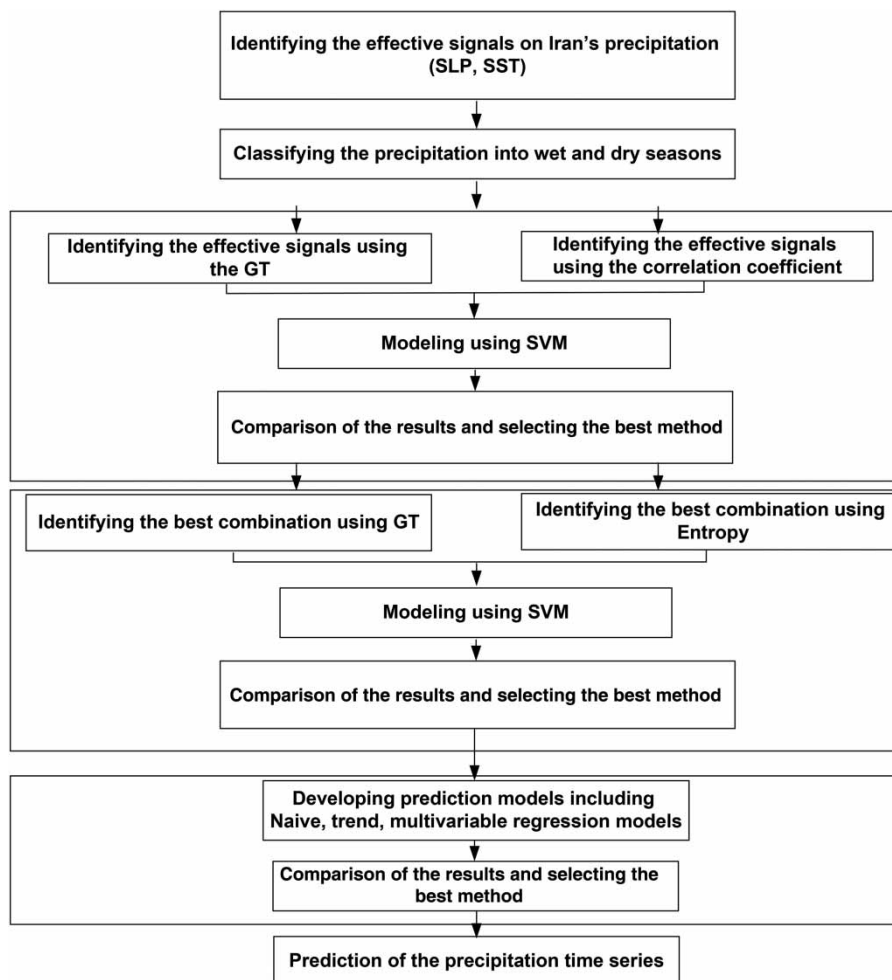 Identifying the effective signals on Iran's precipitation
(SLP, SST)
Classifying the precipitation into wet and dry seasons
Identifying the effective signals using
the GT
Identifying the effective signals
using the correlation coefficient
Modeling using SVM
Comparison of the results and selecting the best method
Identifying the best combination using GT
Identifying the best combination using
Entropy
Modeling using SVM
Comparison of the results and selecting the best method
Developing prediction models including
Naive, trend, multivariable regression models
Comparison of the results and selecting the
best method
Prediction of the precipitation time series